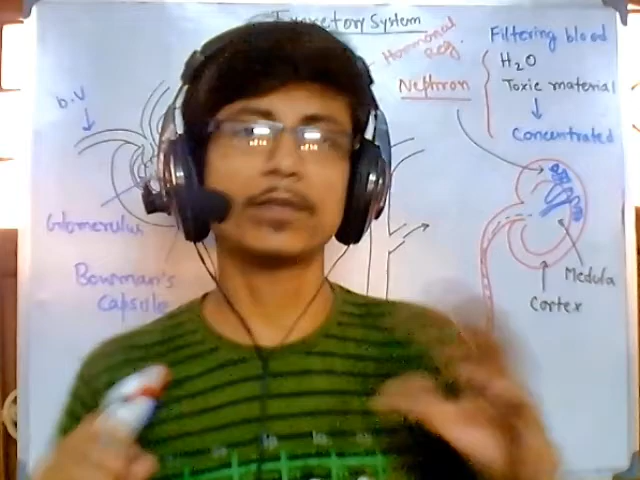 Excretory System
Hormonal
Reg.
Filtering blood
H2O
Toxic material
Concentrated
Nephron
b.v
Glomerulus
Bowman's
capsule
Medula
Cortex